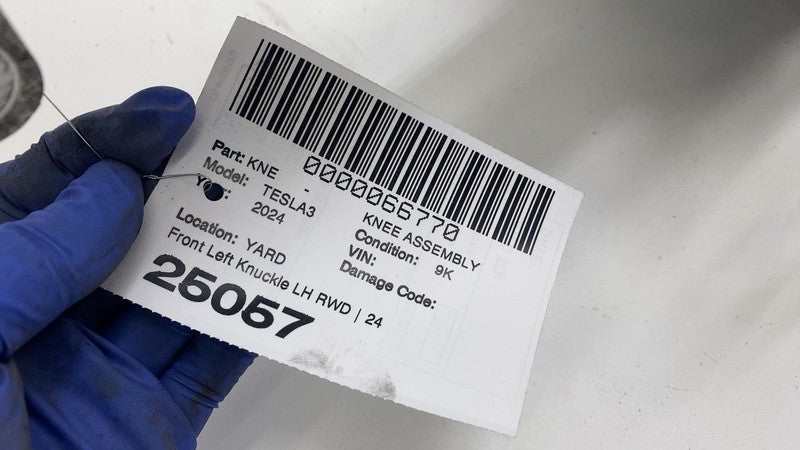 0000066770
Part: KNE - KNEE ASSEMBLY
Model: TESLA3 Condition: 9K
2024 VIN:
Location: YARD Damage Code:
Front Left Knuckle LH RWD | 24
25057